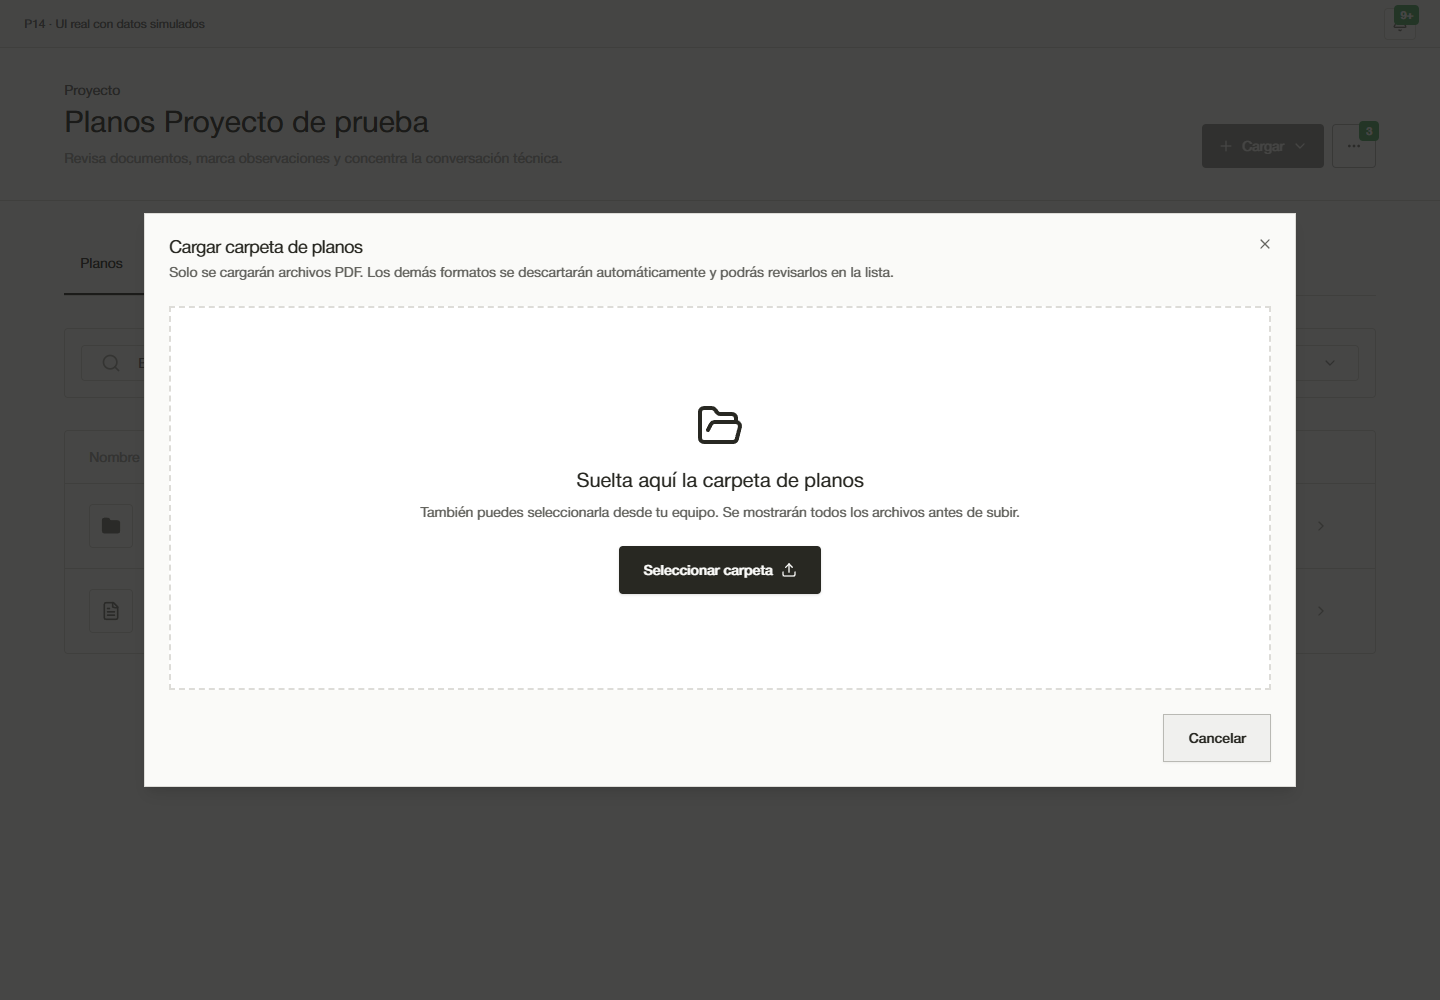 P14 - UI real con datos simulados
9+
Proyecto
Planos Proyecto de prueba
Revisa documentos, marca observaciones y concentra la conversación técnica.
Cargar
3
Planos
Cargar carpeta de planos
Solo se cargarán archivos PDF. Los demás formatos se descartarán automáticamente y podrás revisarlos en la lista.
Nombre
Suelta aquí la carpeta de planos
También puedes seleccionarla desde tu equipo. Se mostrarán todos los archivos antes de subir.
Seleccionar carpeta
Cancelar